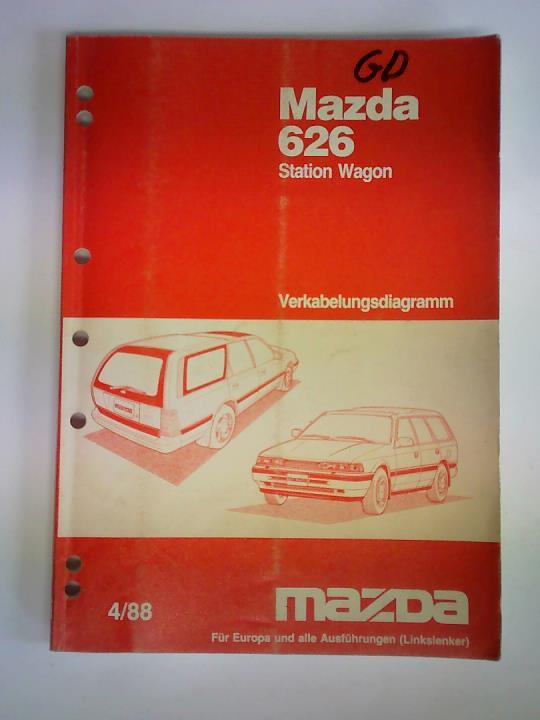 GD
Mazda
626
Station Wagon
Verkabelungsdiagramm
4/88
mazda
Für Europa und alle Ausführungen (Linkslenker)